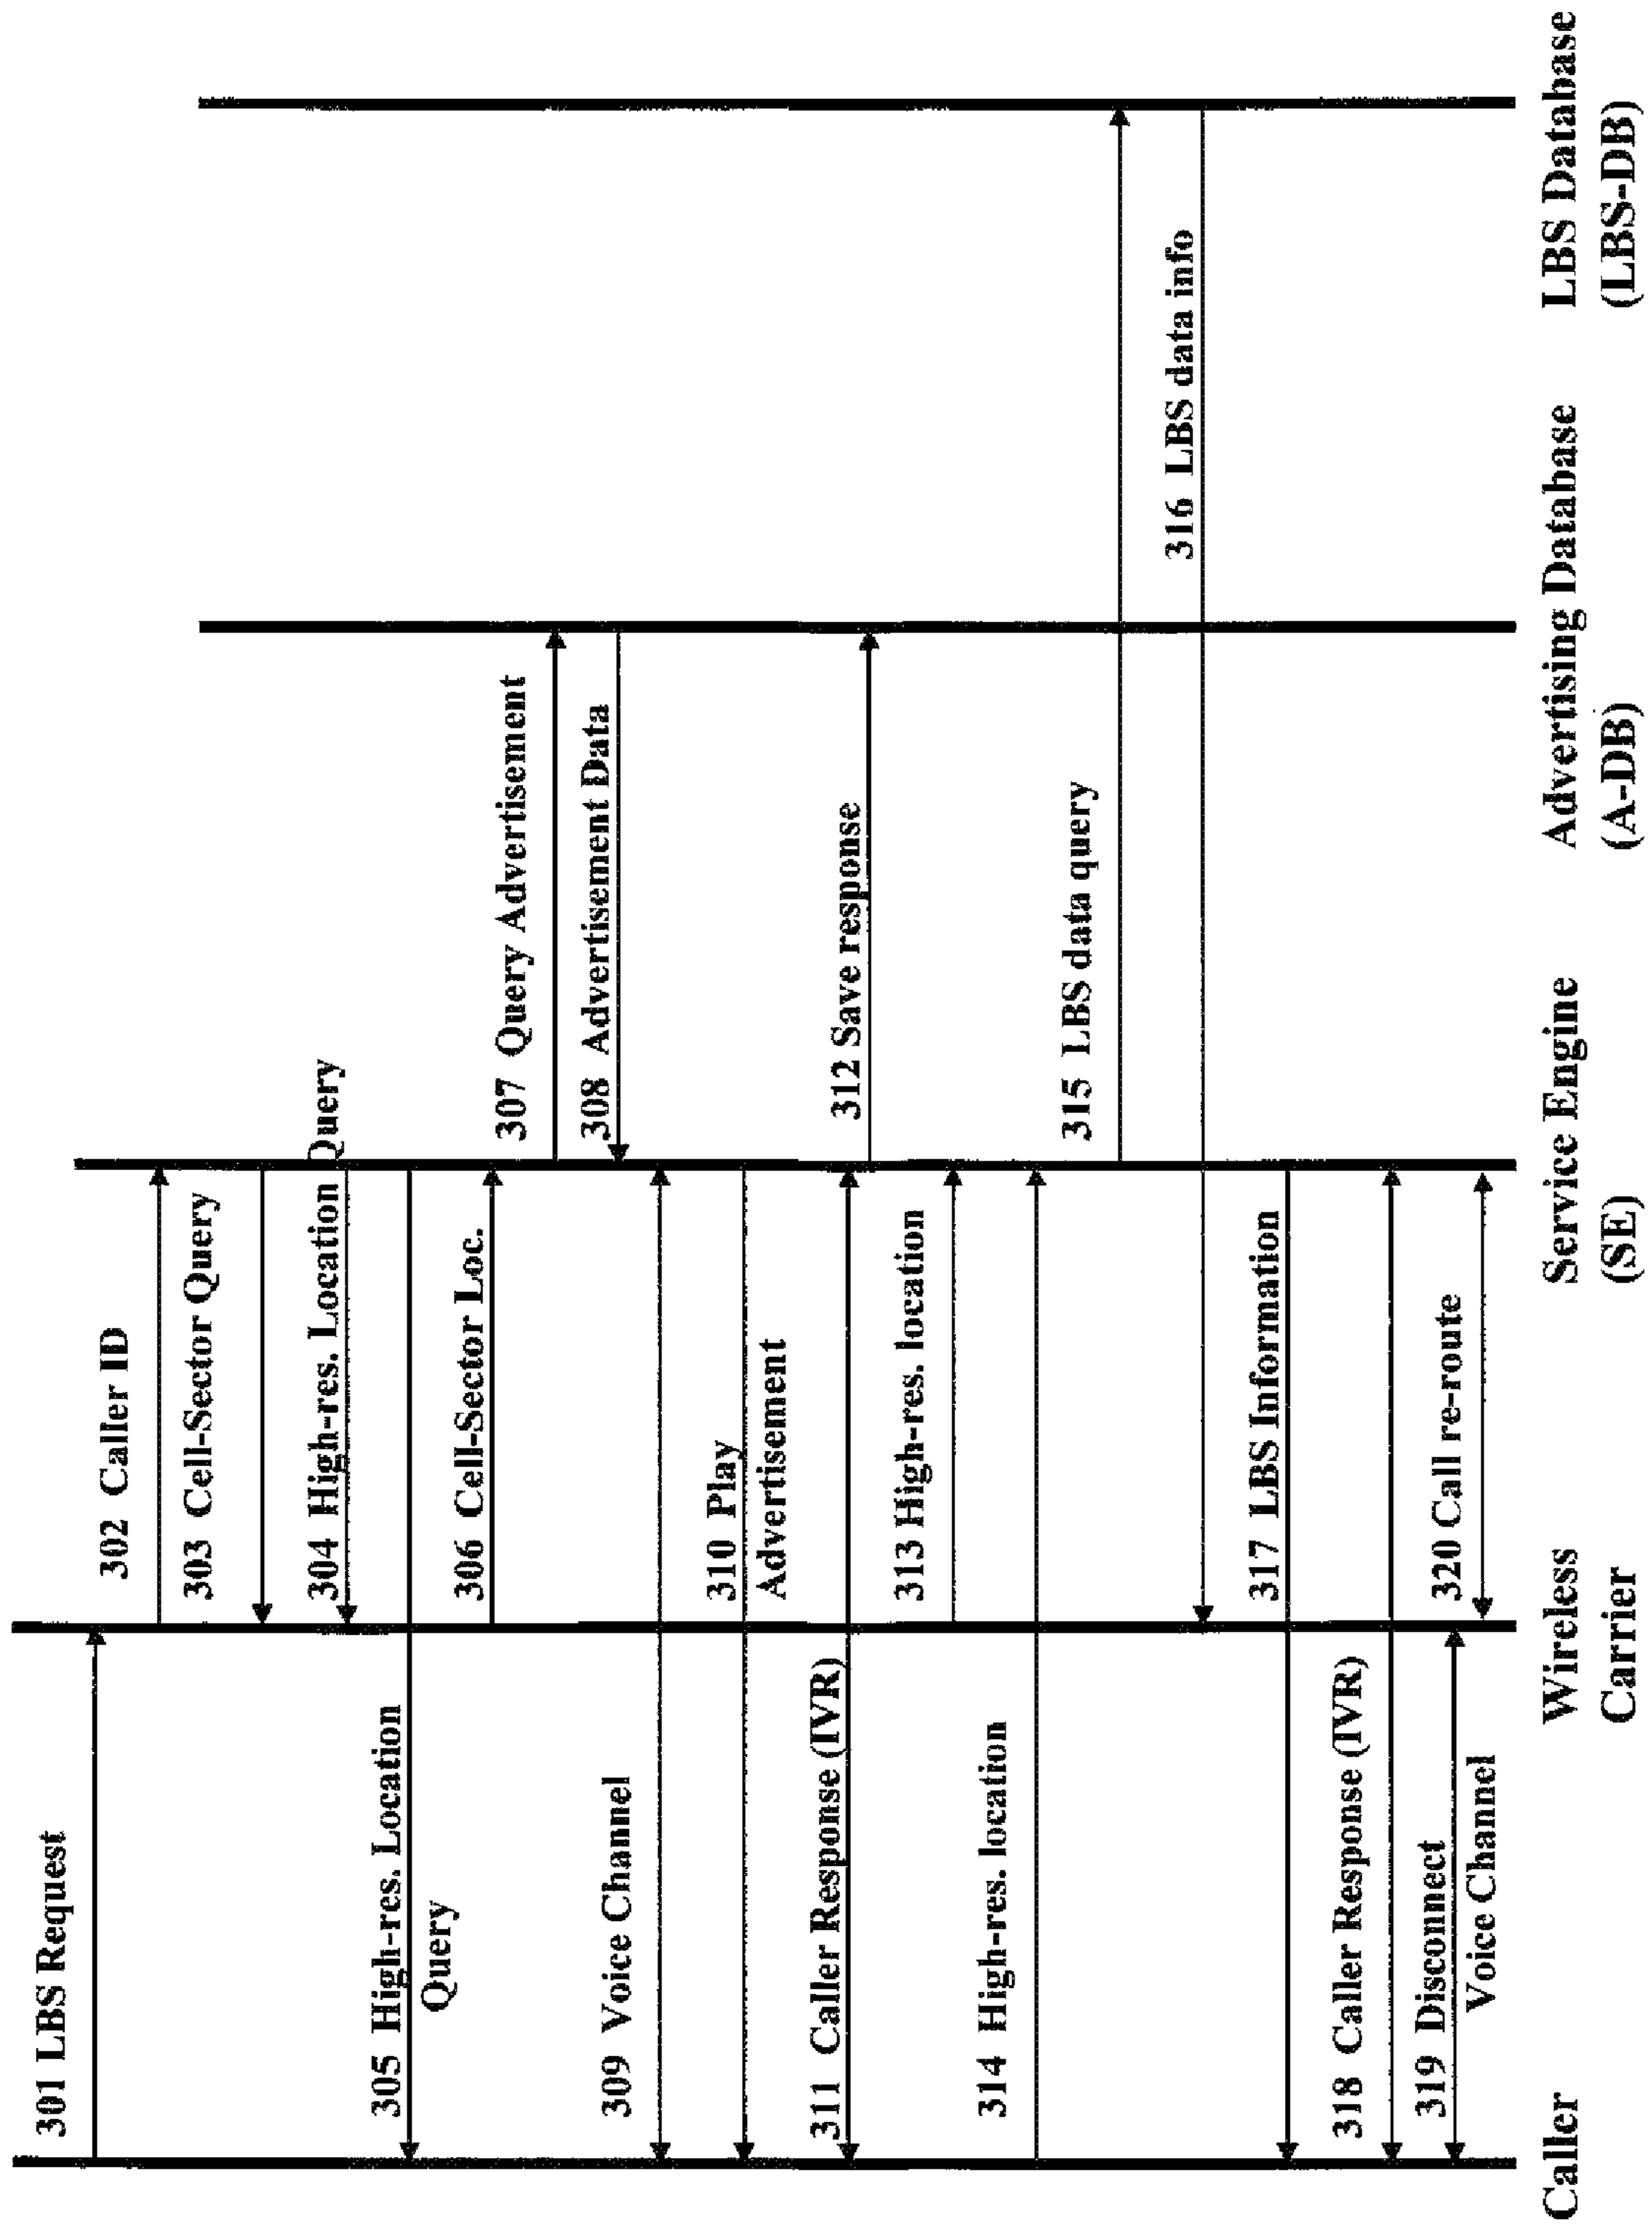 301 LBS Request
302 Caller ID
303 Cell-Sector Query
304 High-res. Location Query
305 High-res. Location
Query
306 Cell-Sector Loc.
307 Query Advertisement
308 Advertisement Data
309 Voice Channel
310 Play
Advertisement
311 Caller Response (IVR)
312 Save response
313 High-res. location
314 High-res. location
315 LBS data query
316 LBS data info
317 LBS Information
318 Caller Response (IVR)
319 Disconnect
Voice Channel
320 Call re-route
Caller
Wireless
Carrier
Service Engine
(SE)
Advertising Database
(A-DB)
LBS Database
(LBS-DB)